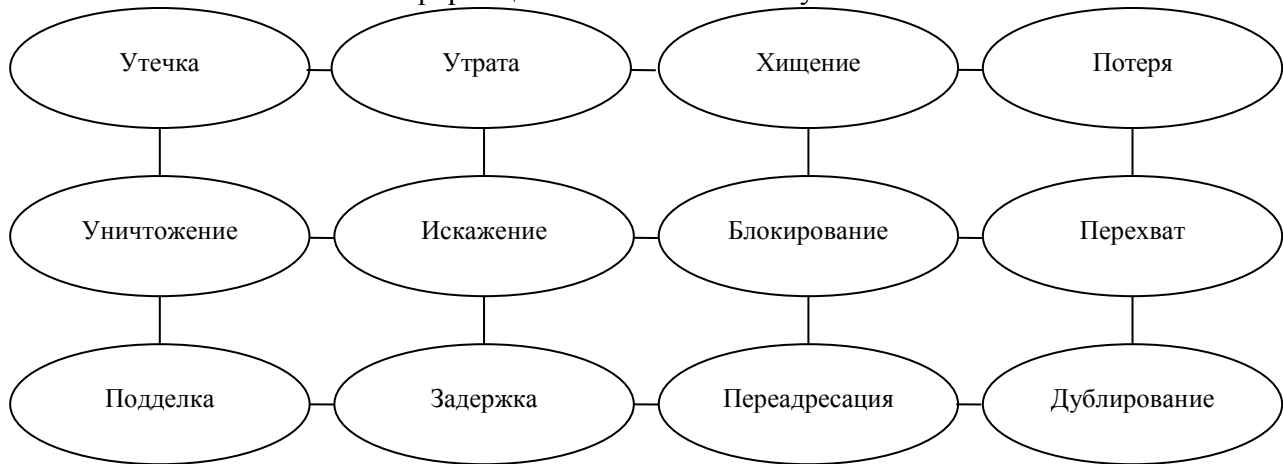 Утечка Утрата Хищение Потеря
Уничтожение Искажение Блокирование Перехват
Подделка Задержка Переадресация Дублирование